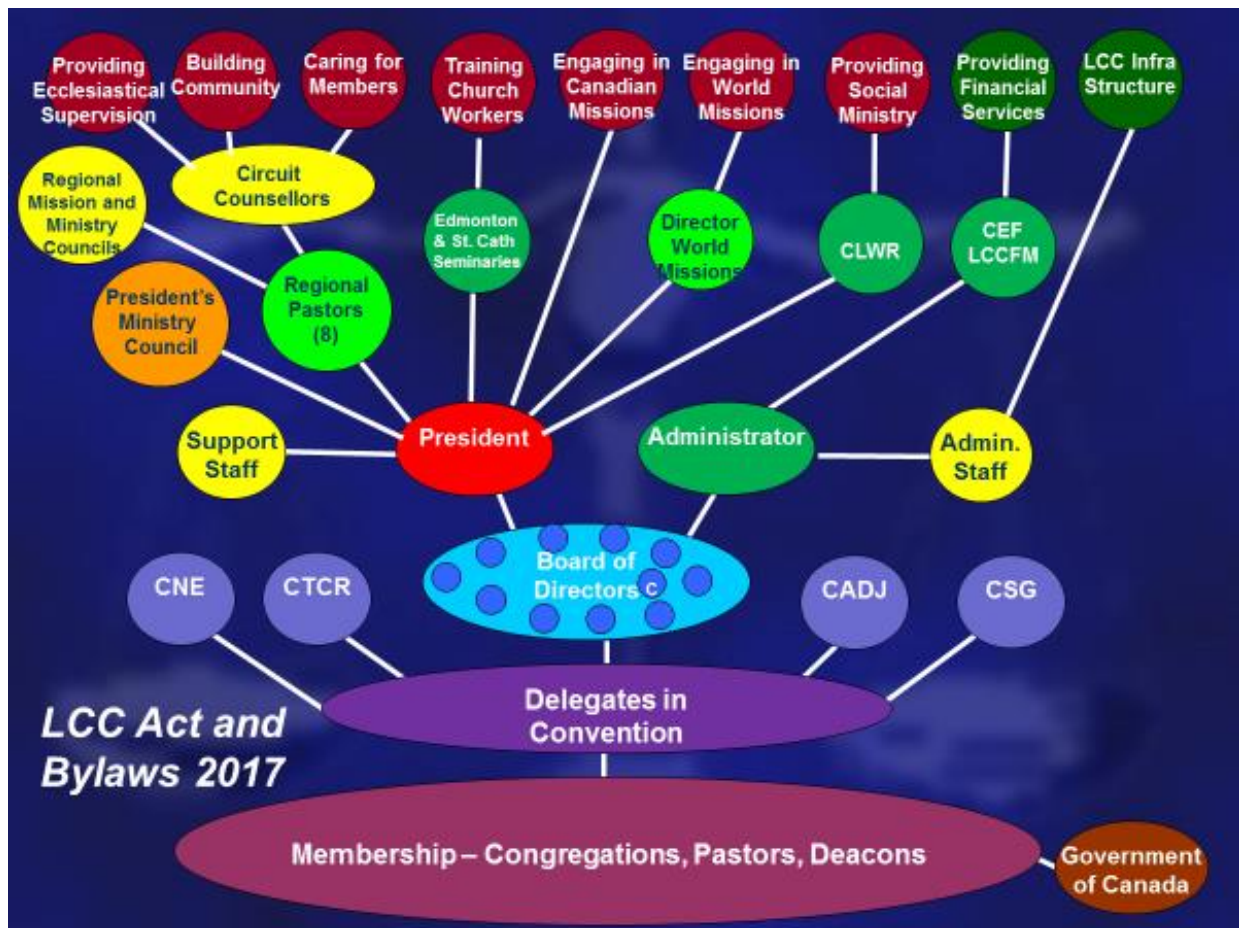 Providing
Ecclesiastical
Supervision
Building
Community
Caring for
Members
Training
Church
Workers
Engaging in
Canadian
Missions
Engaging in
World
Missions
Providing
Social
Ministry
Providing
Financial
Services
LCC Infra
Structure
Regional
Mission and
Ministry
Councils
Circuit
Counsellors
Edmonton
& St. Cath
Seminaries
Director
World
Missions
CLWR
CEF
LCCFM
President's
Ministry
Council
Regional
Pastors
(8)
Support
Staff
President
Administrator
Admin.
Staff
CNE
CTCR
Board of
Directors
C
CADJ
CSG
Delegates in
Convention
LCC Act and
Bylaws 2017
Membership – Congregations, Pastors, Deacons
Government
of Canada